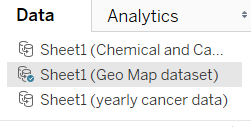 Data Analytics
Sheet1 (Chemical and Ca...
Sheet1 (Geo Map dataset)
Sheet1 (yearly cancer data)